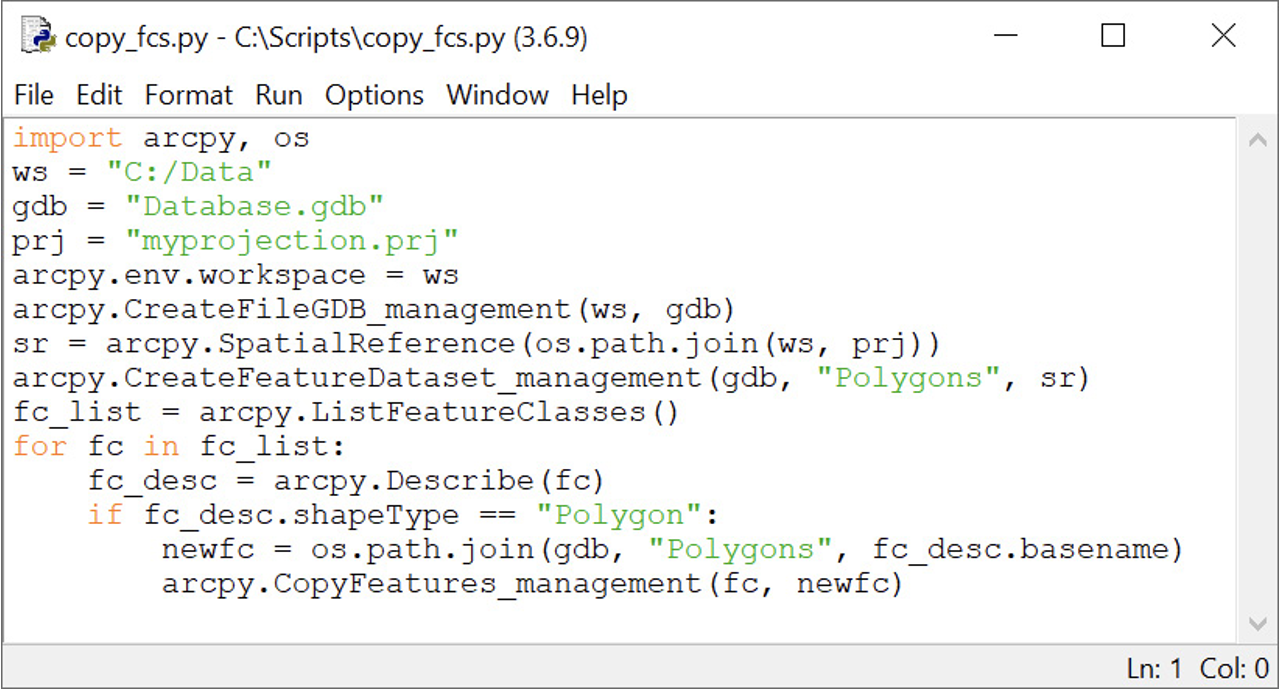 copy_fcs.py - C:\Scripts\copy_fcs.py (3.6.9)
File Edit Format Run Options Window Help
import arcpy, os
ws = "C:/Data"
gdb = "Database.gdb"
prj = "myprojection.prj"
arcpy.env.workspace = ws
arcpy.CreateFileGDB_management(ws, gdb)
sr = arcpy.SpatialReference(os.path.join(ws, prj))
arcpy.CreateFeatureDataset_management(gdb, "Polygons", sr)
fc_list = arcpy.ListFeatureClasses()
for fc in fc_list:
    fc_desc = arcpy.Describe(fc)
    if fc_desc.shapeType == "Polygon":
        newfc = os.path.join(gdb, "Polygons", fc_desc.basename)
        arcpy.CopyFeatures_management(fc, newfc)
Ln: 1 Col: 0